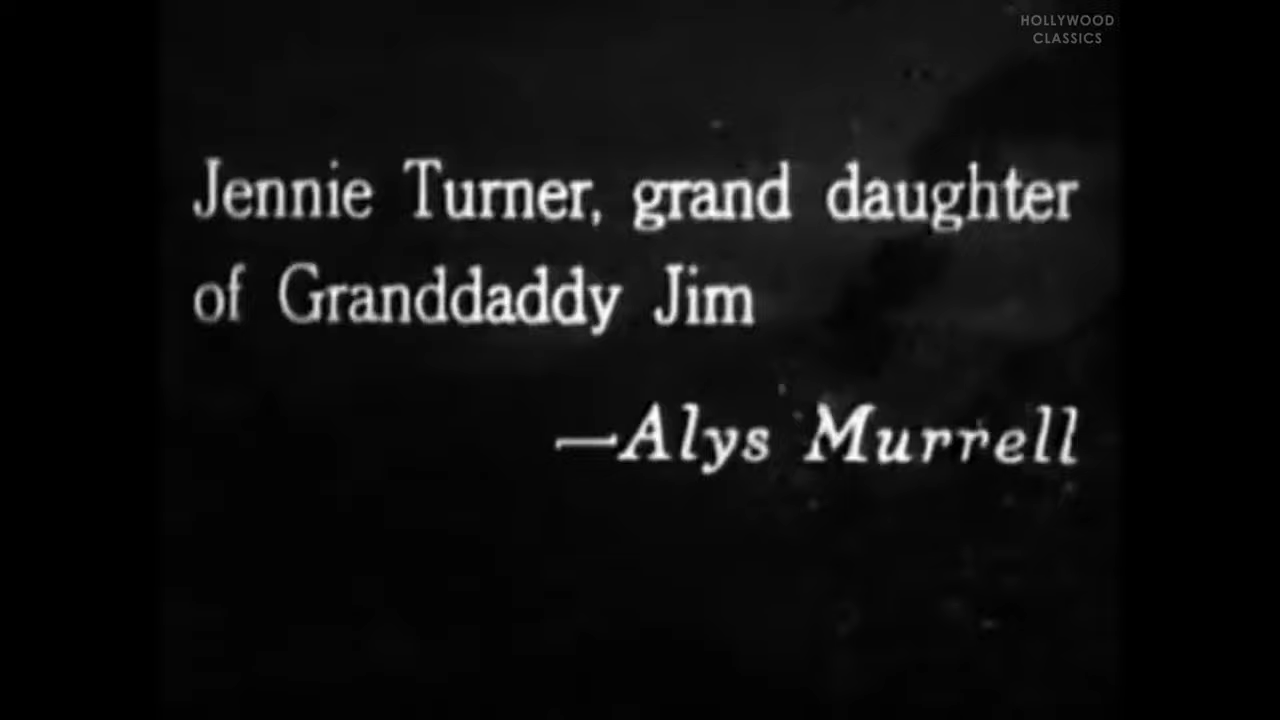 HOLLYWOOD
CLASSICS
Jennie Turner, grand daughter
of Granddaddy Jim
—Alys Murrell